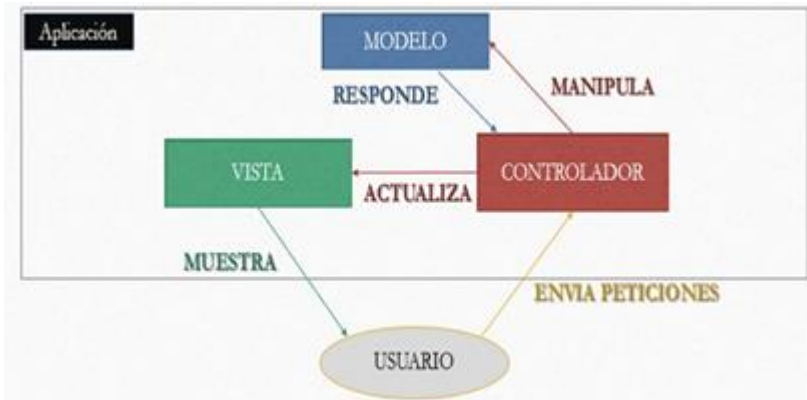 Aplicación
MODELO
RESPONDE
MANIPULA
VISTA
ACTUALIZA
CONTROLADOR
MUESTRA
ENVIA PETICIONES
USUARIO